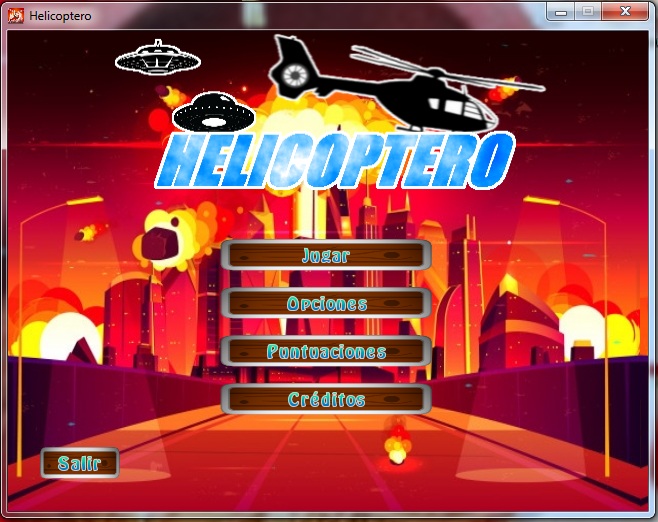 Helicoptero
HELICOPTERO
Jugar
Opciones
Puntuaciones
Créditos
Salir